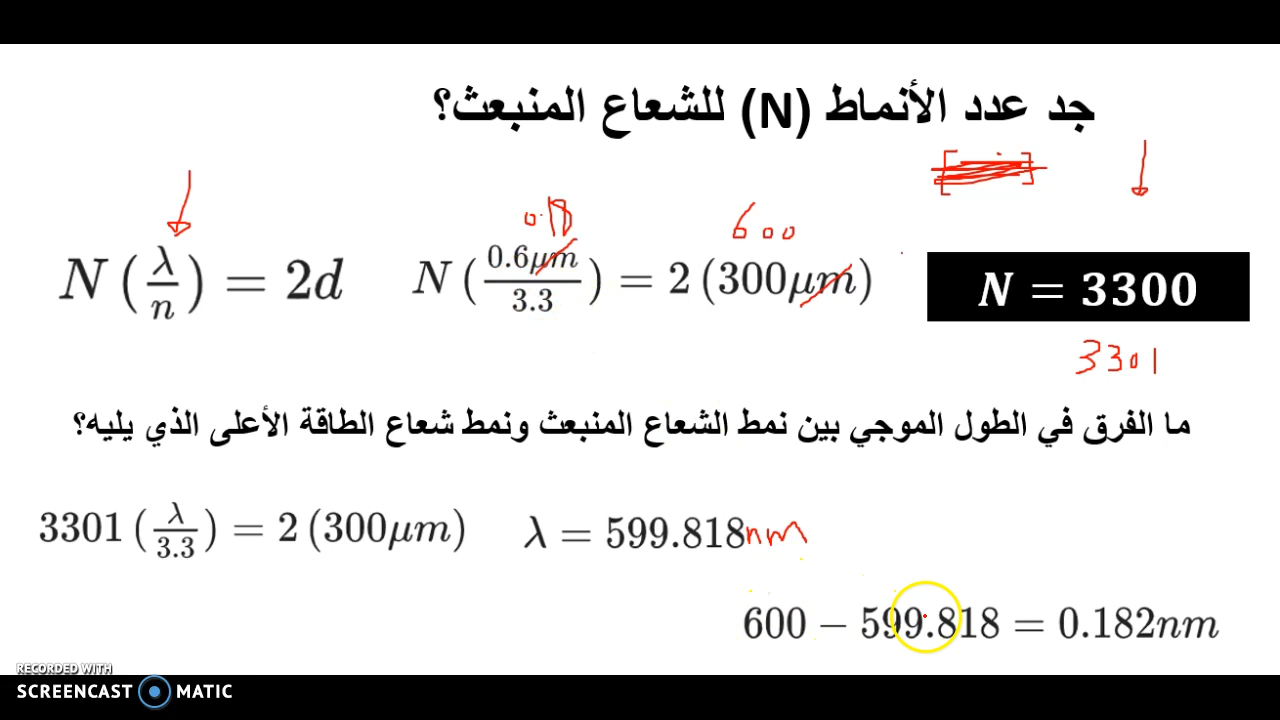 جد عدد الأنماط (N) للشعاع المنبعث؟
0.18 600
N(λ/n) = 2d N(0.6μm/3.3) = 2(300μm) N = 3300
3301
ما الفرق في الطول الموجي بين نمط الشعاع المنبعث ونمط شعاع الطاقة الأعلى الذي يليه؟
3301(λ/3.3) = 2(300μm) λ = 599.818nm
600 − 599.818 = 0.182nm
RECORDED WITH
SCREENCAST MATIC